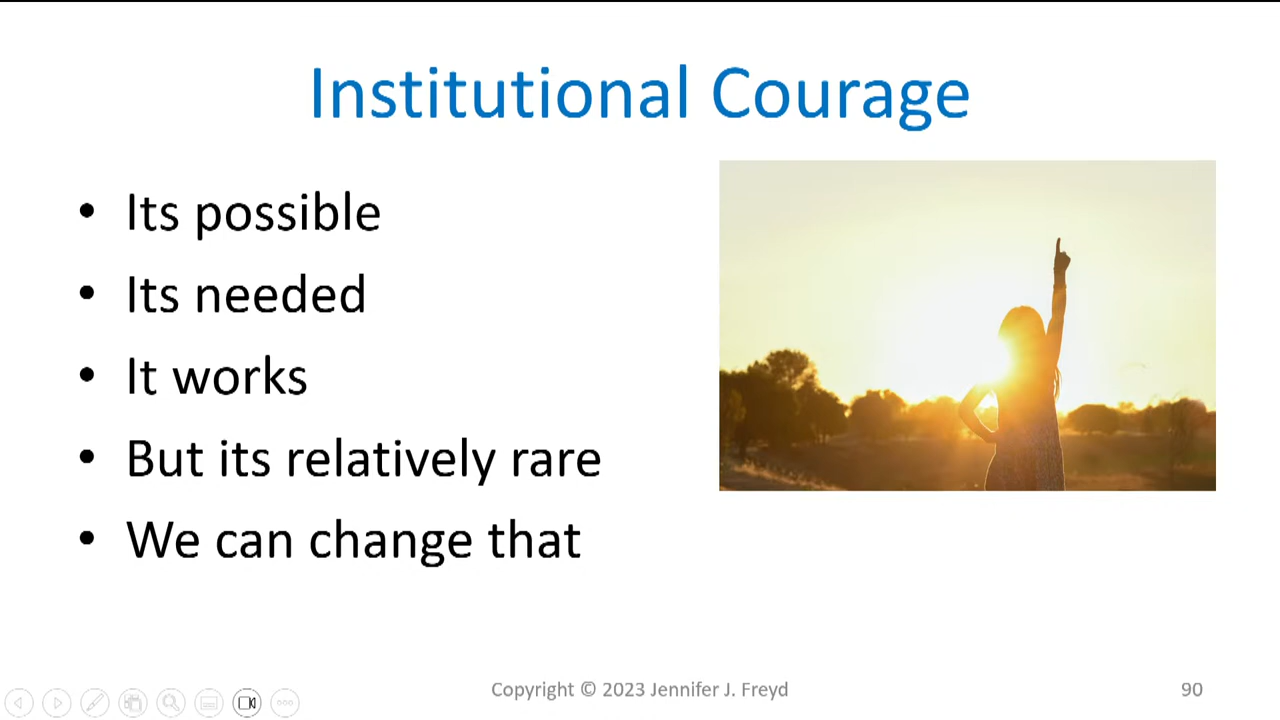 Institutional Courage
• Its possible
• Its needed
• It works
• But its relatively rare
• We can change that
Copyright © 2023 Jennifer J. Freyd
90